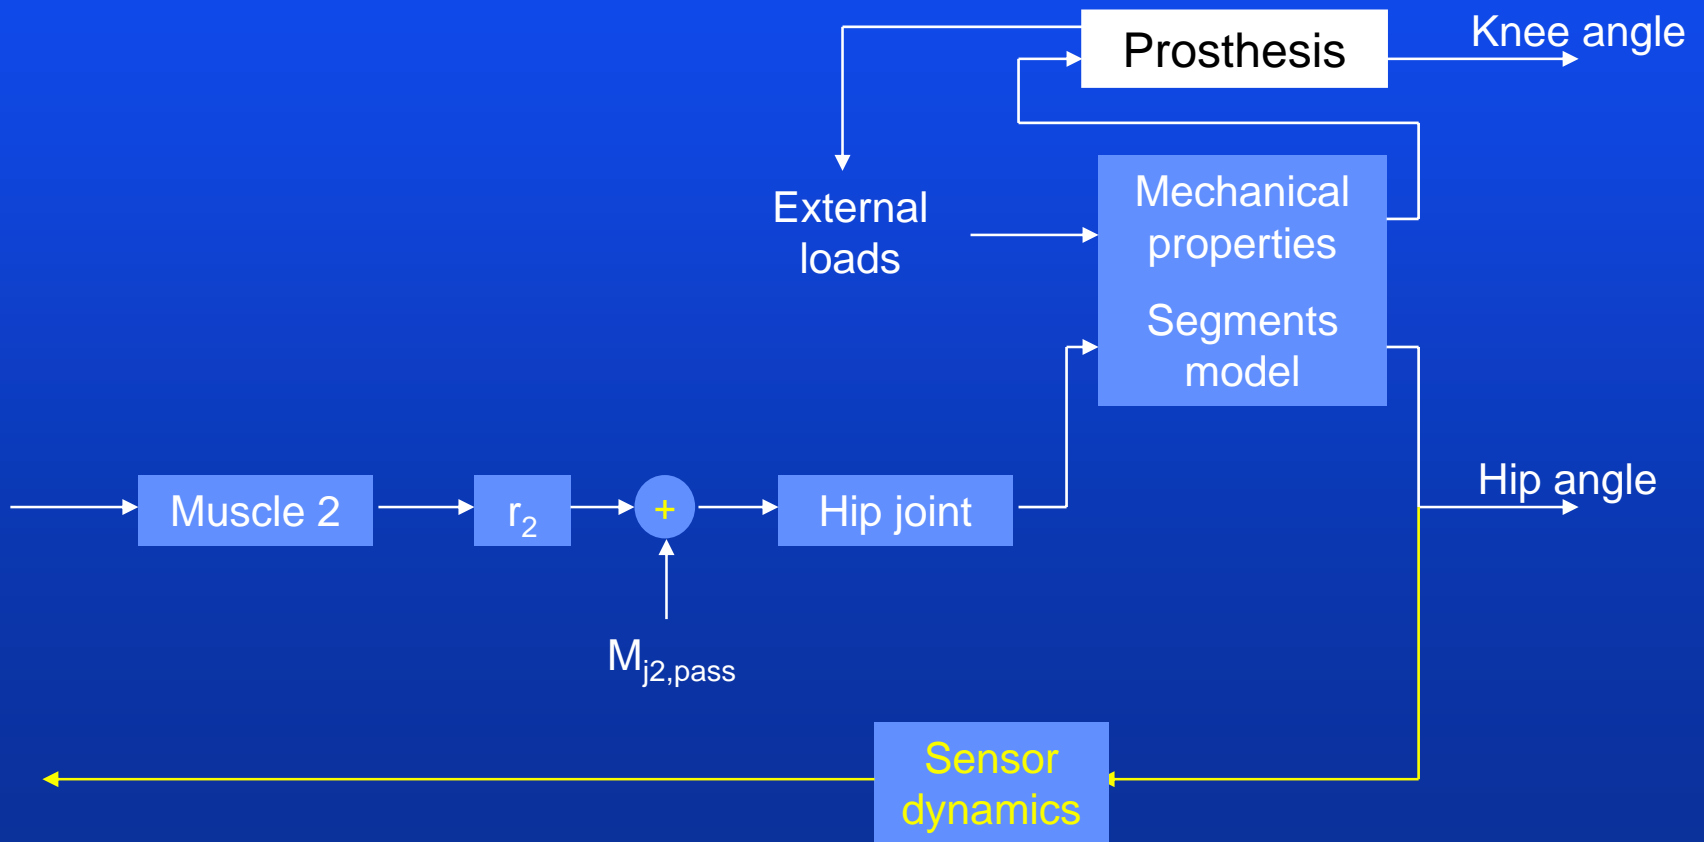 Prosthesis
Knee angle
External
loads
Mechanical
properties
Segments
model
Muscle 2
r2
+
Hip joint
Hip angle
Mj2,pass
Sensor
dynamics